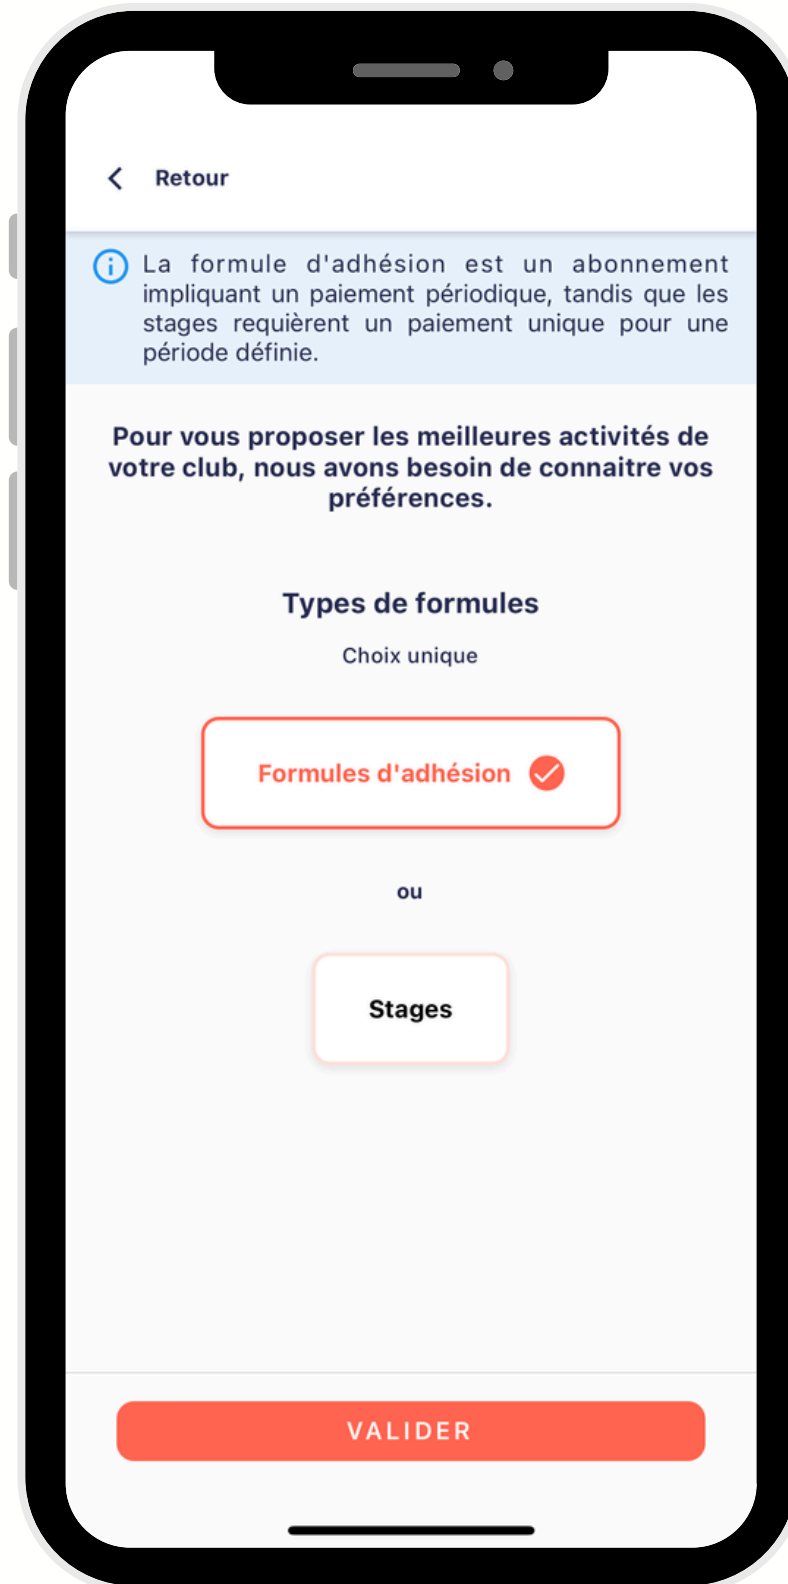 Retour
La formule d'adhésion est un abonnement
impliquant un paiement périodique, tandis que les
stages requièrent un paiement unique pour une
période définie.
Pour vous proposer les meilleures activités de
votre club, nous avons besoin de connaitre vos
préférences.
Types de formules
Choix unique
Formules d'adhésion
ou
Stages
VALIDER